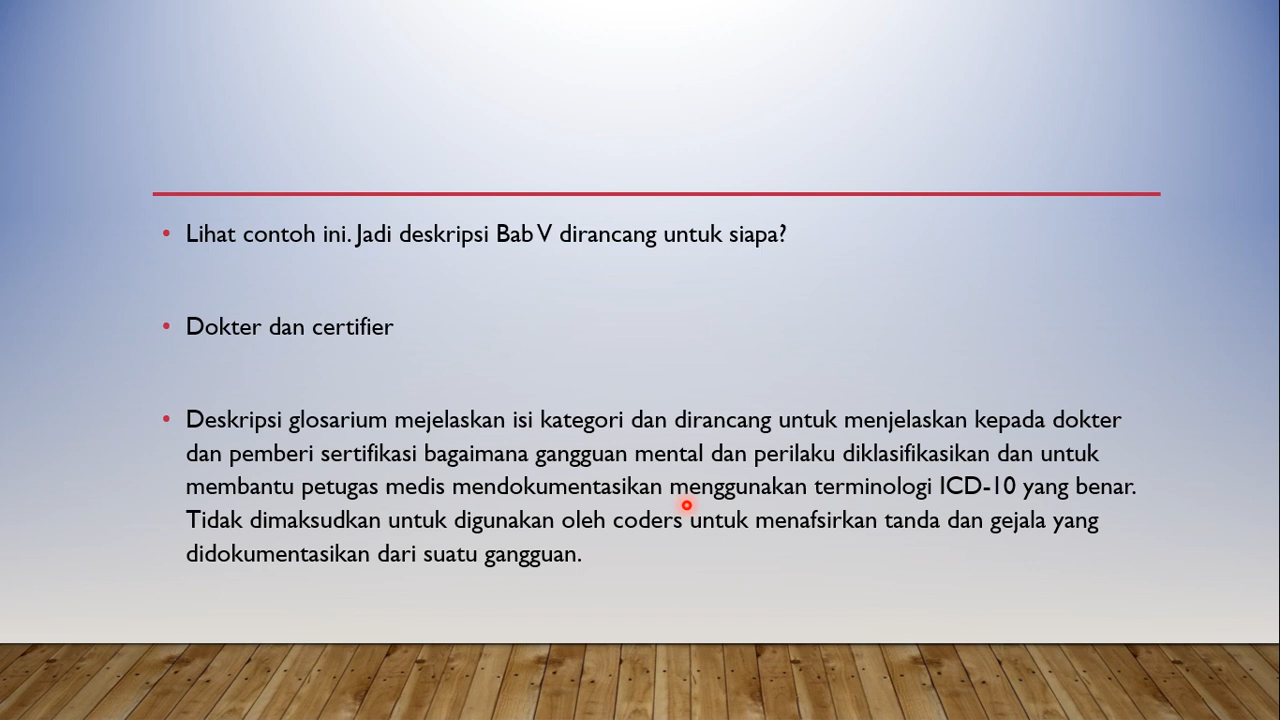 Lihat contoh ini. Jadi deskripsi Bab V dirancang untuk siapa?
Dokter dan certifier
Deskripsi glosarium mejelaskan isi kategori dan dirancang untuk menjelaskan kepada dokter
dan pemberi sertifikasi bagaimana gangguan mental dan perilaku diklasifikasikan dan untuk
membantu petugas medis mendokumentasikan menggunakan terminologi ICD-10 yang benar.
Tidak dimaksudkan untuk digunakan oleh coders untuk menafsirkan tanda dan gejala yang
didokumentasikan dari suatu gangguan.